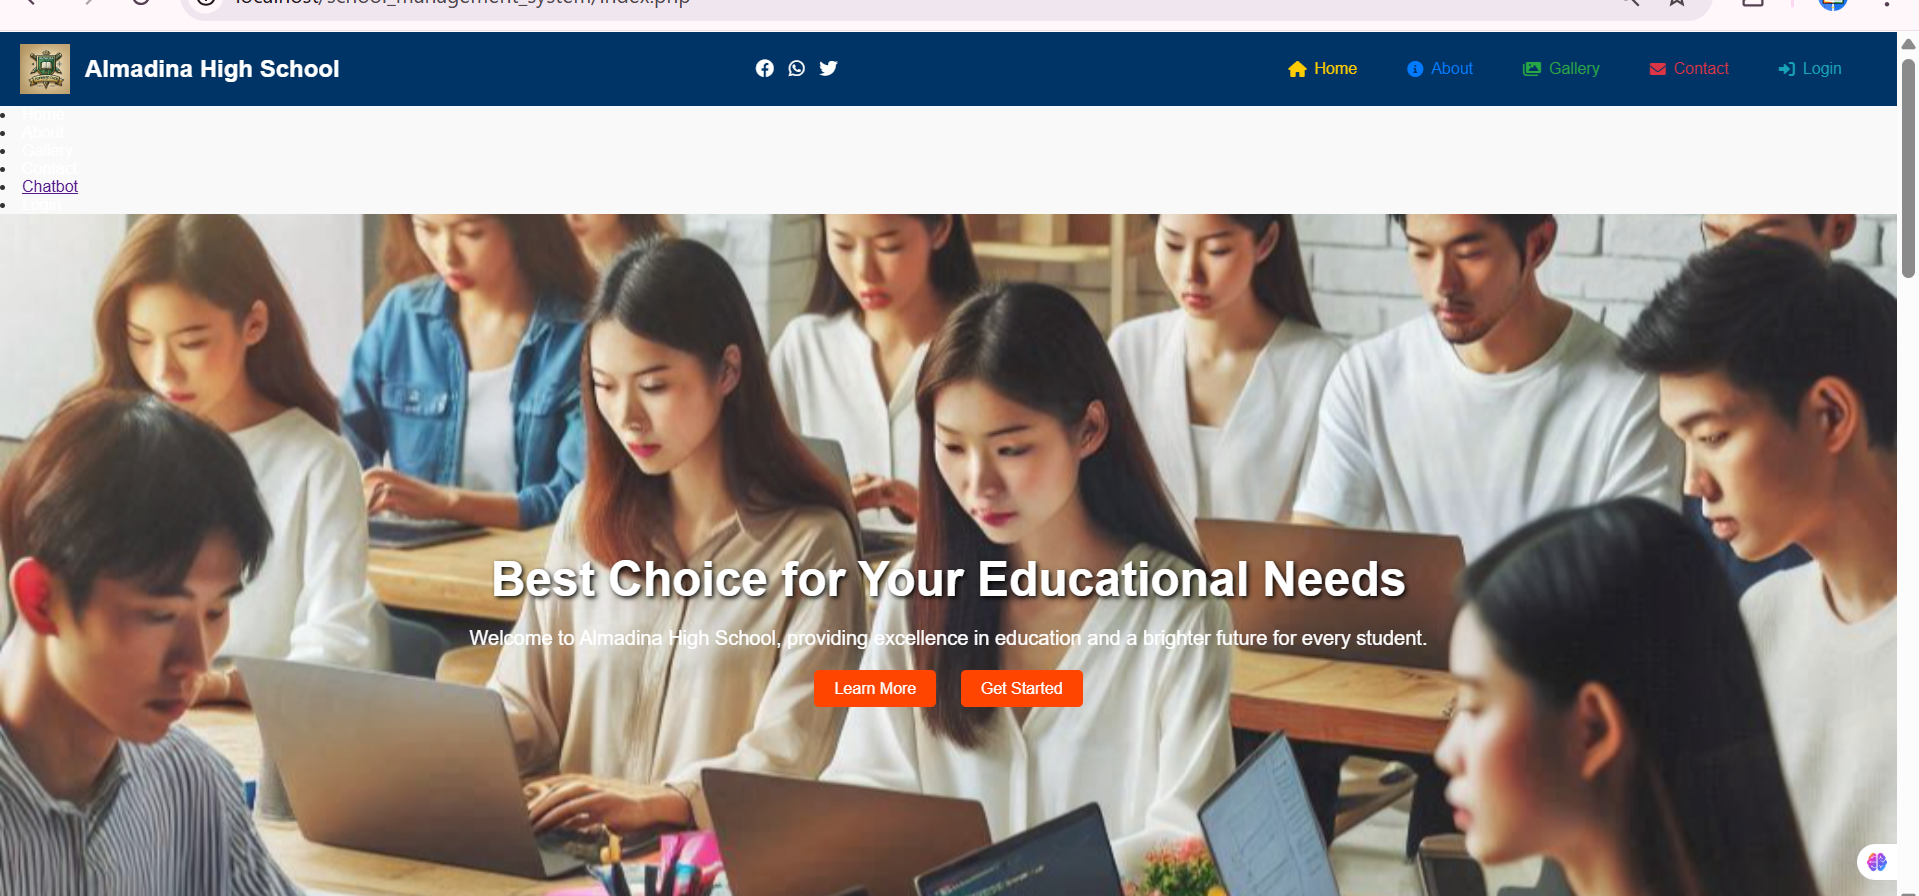 localhost/school_management_system/index.php
Almadina High School
Home
About
Gallery
Contact
Login
Home
About
Gallery
Contact
Chatbot
Login
Best Choice for Your Educational Needs
Welcome to Almadina High School, providing excellence in education and a brighter future for every student.
Learn More
Get Started